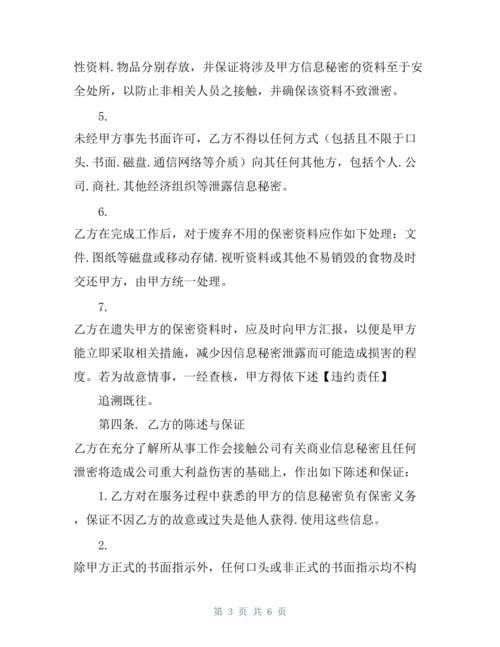 性资料.物品分别存放，并保证将涉及甲方信息秘密的资料至于安
全处所，以防止非相关人员之接触，并确保该资料不致泄密。
5.
未经甲方事先书面许可，乙方不得以任何方式（包括且不限于口
头.书面.磁盘.通信网络等介质）向其任何其他方，包括个人.公
司.商社.其他经济组织等泄露信息秘密。
6.
乙方在完成工作后，对于废弃不用的保密资料应作如下处理：文
件.图纸等磁盘或移动存储.视听资料或其他不易销毁的食物及时
交还甲方，由甲方统一处理。
7.
乙方在遗失甲方的保密资料时，应及时向甲方汇报，以便是甲方
能立即采取相关措施，减少因信息秘密泄露而可能造成损害的程
度。若为故意情事，一经查核，甲方得依下述【违约责任】
追溯既往。
第四条. 乙方的陈述与保证
乙方在充分了解所从事工作会接触公司有关商业信息秘密且任何
泄密将造成公司重大利益伤害的基础上，作出如下陈述和保证：
1.乙方对在服务过程中获悉的甲方的信息秘密负有保密义务
，保证不因乙方的故意或过失是他人获得.使用这些信息。
2.
除甲方正式的书面指示外，任何口头或非正式的书面指示均不构
第 3 页 共 6 页